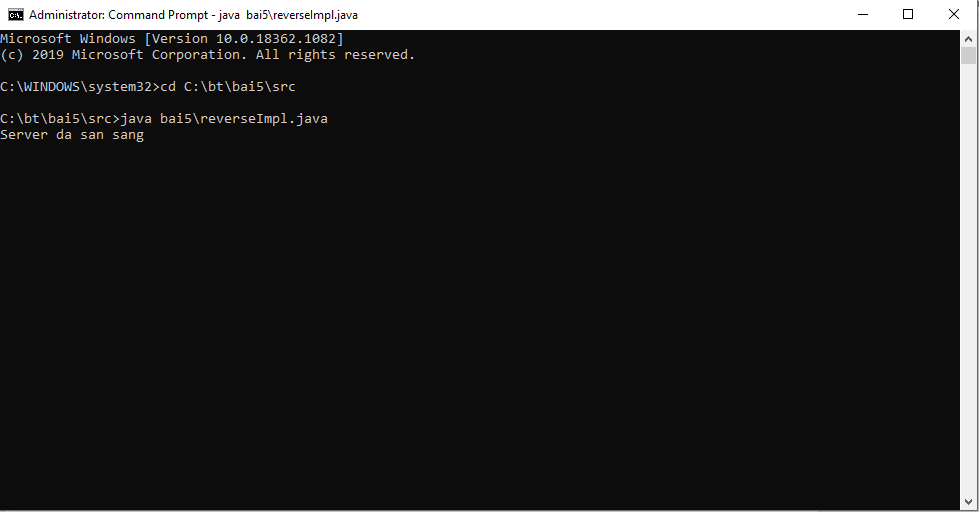 Administrator: Command Prompt - java  bai5\reverseImpl.java
Microsoft Windows [Version 10.0.18362.1082]
(c) 2019 Microsoft Corporation. All rights reserved.
C:\WINDOWS\system32>cd C:\bt\bai5\src
C:\bt\bai5\src>java bai5\reverseImpl.java
Server da san sang